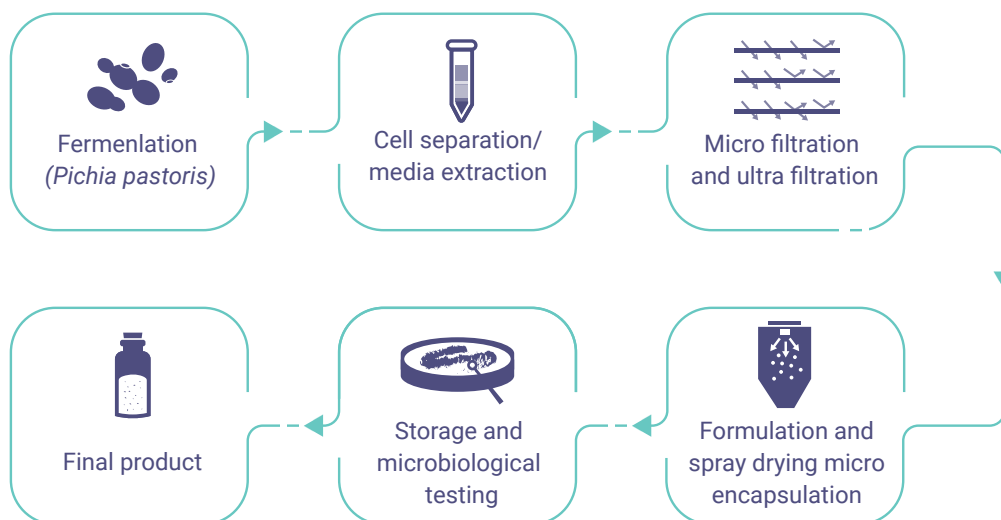 Fermenlation
(Pichia pastoris)
Cell separation/
media extraction
Micro filtration
and ultra filtration
Formulation and
spray drying micro
encapsulation
Storage and
microbiological
testing
Final product